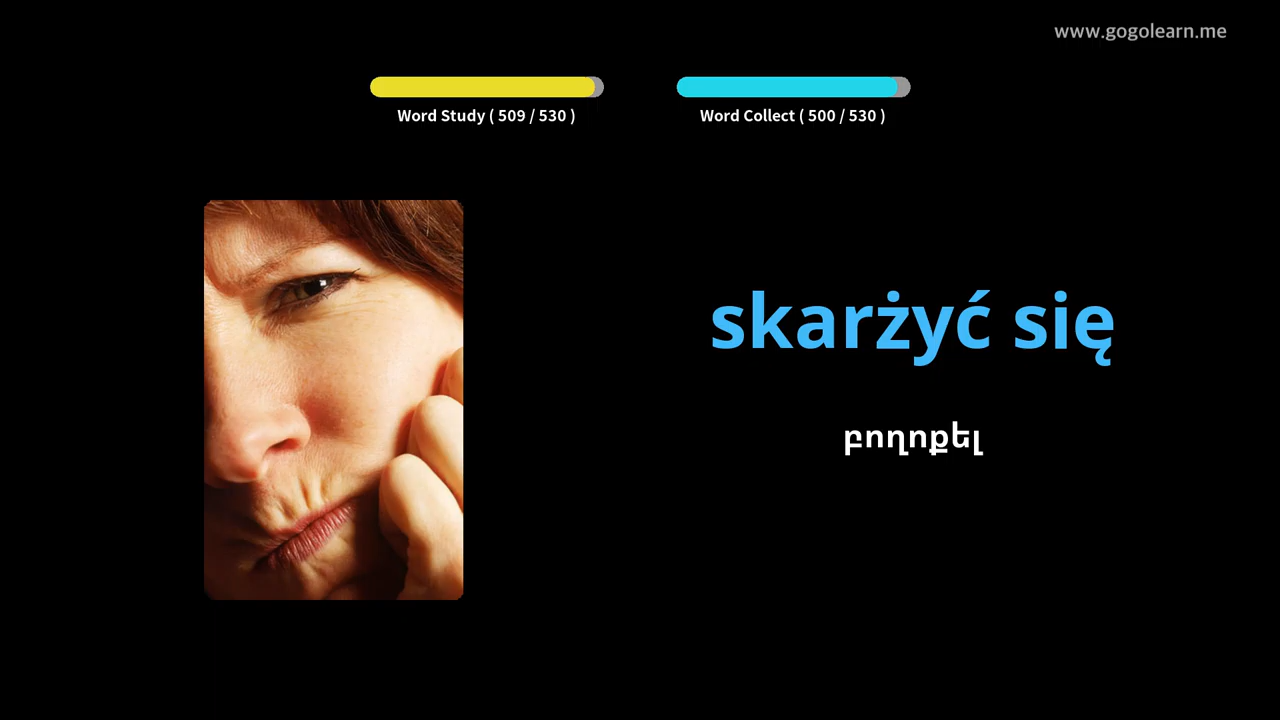 www.gogolearn.me
Word Study ( 509 / 530 )
Word Collect ( 500 / 530 )
skarżyć się
բողոքել